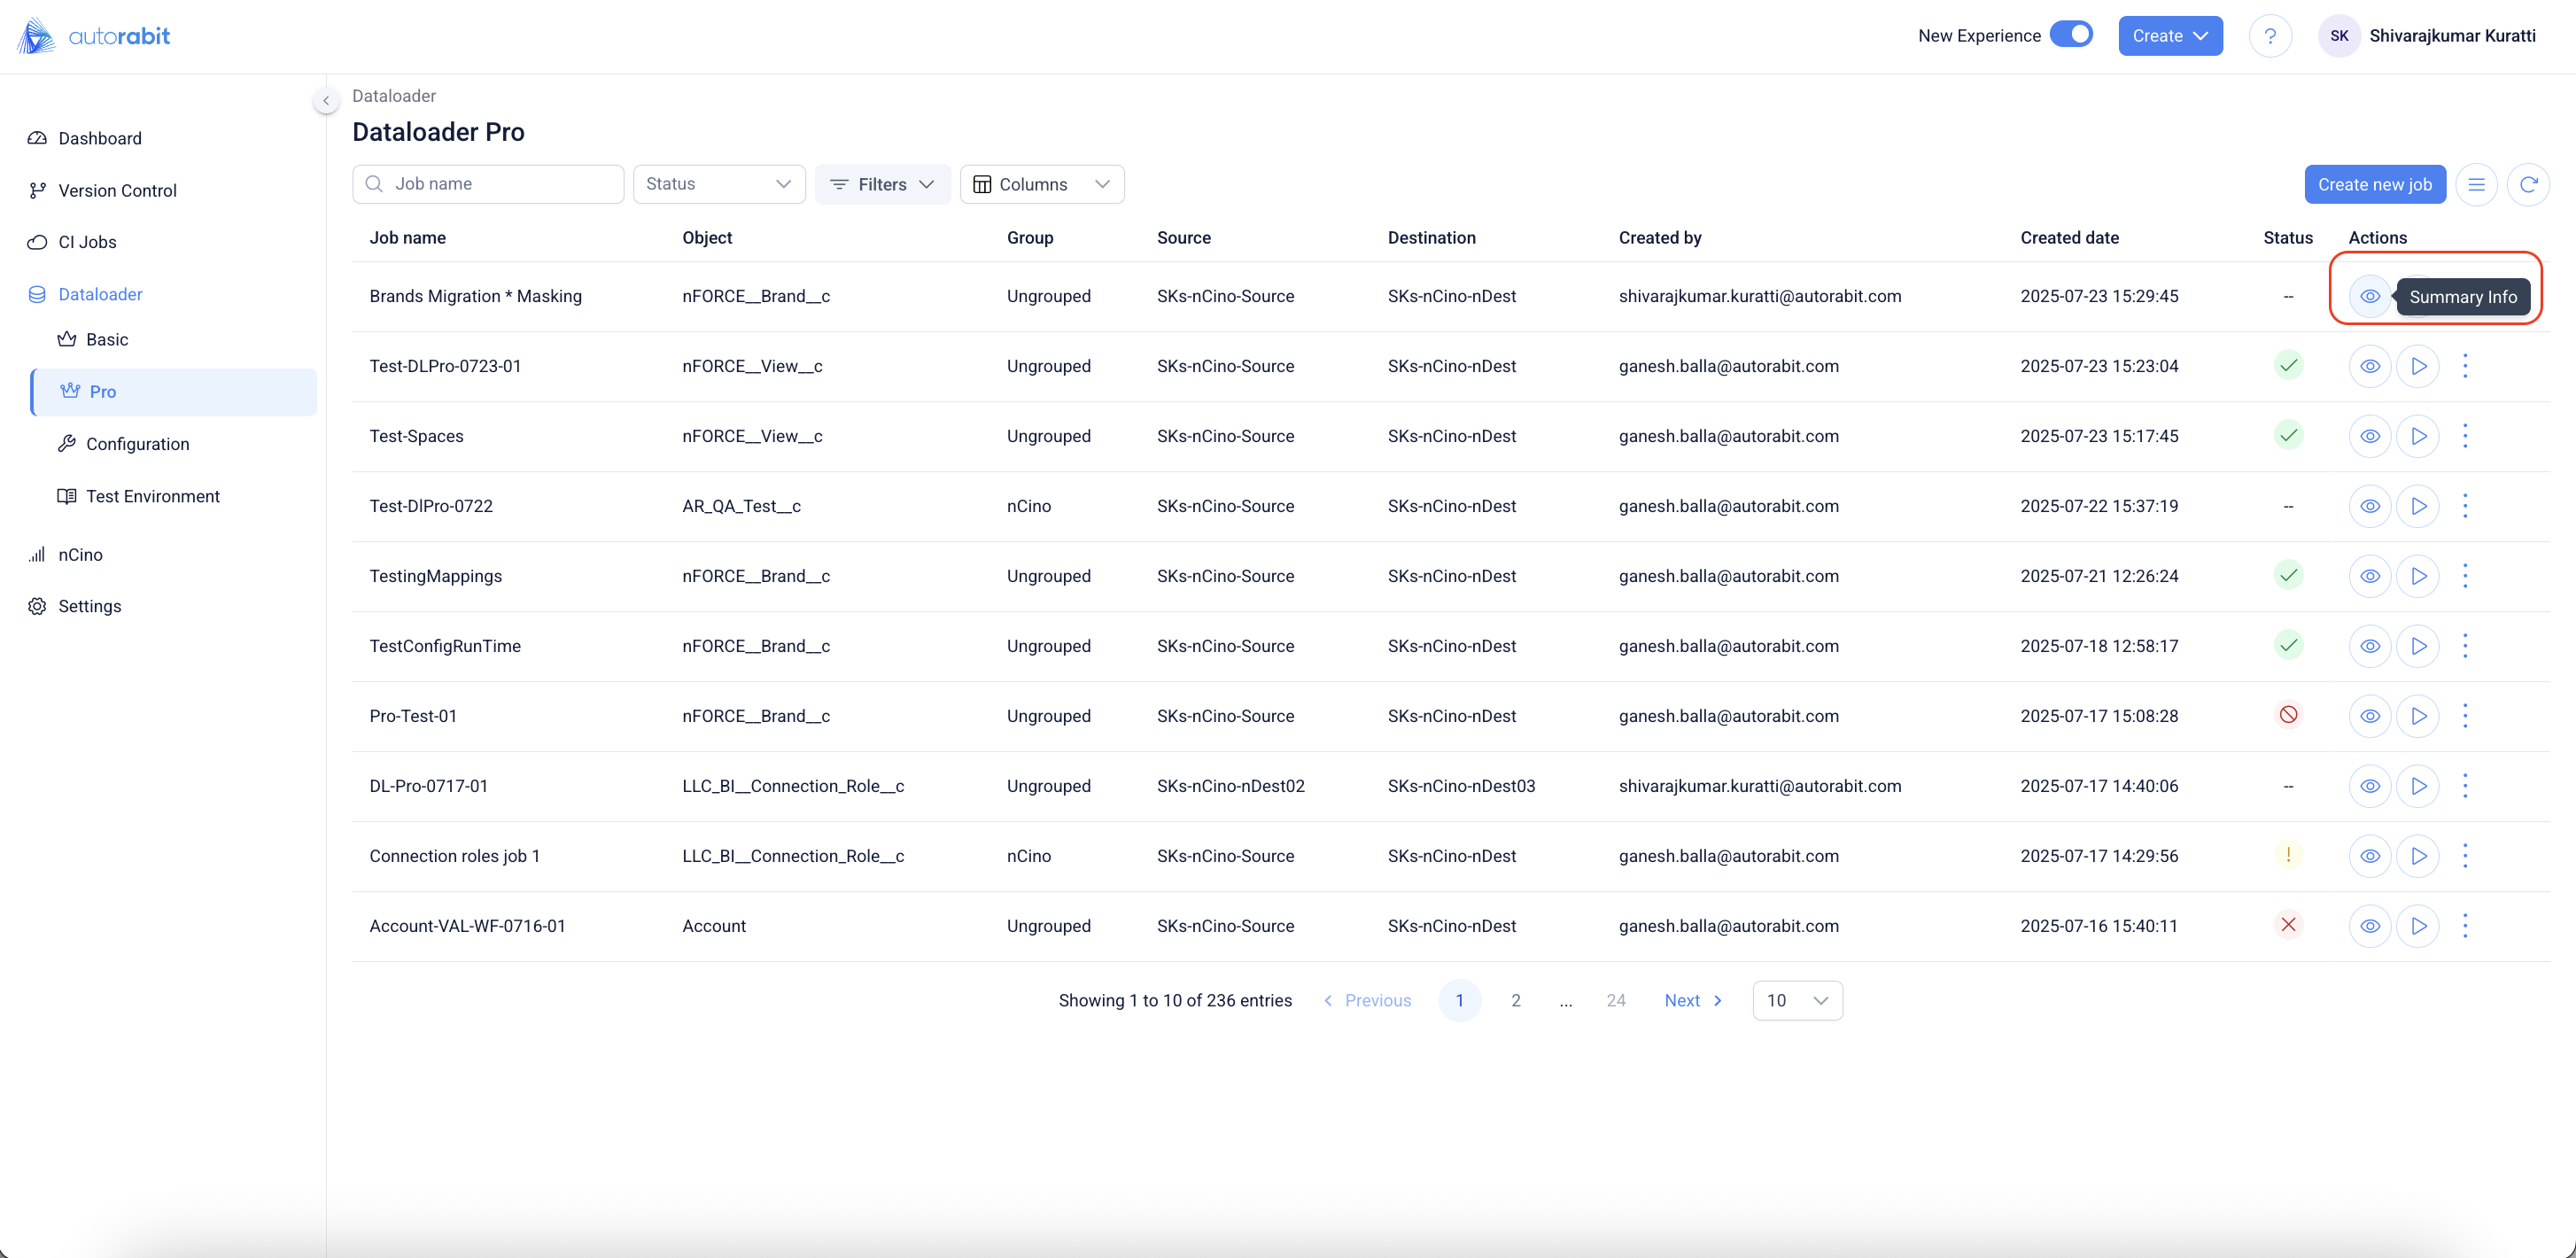 autorabit
New Experience
Create
?
SK
Shivarajkumar Kuratti
Dashboard
Version Control
CI Jobs
Dataloader
Basic
Pro
Configuration
Test Environment
nCino
Settings
Dataloader
Dataloader Pro
Job name
Status
Filters
Columns
Create new job
Job name Object Group Source Destination Created by Created date Status Actions
Brands Migration * Masking nFORCE__Brand__c Ungrouped SKs-nCino-Source SKs-nCino-nDest shivarajkumar.kuratti@autorabit.com 2025-07-23 15:29:45 -- Summary Info
Test-DLPro-0723-01 nFORCE__View__c Ungrouped SKs-nCino-Source SKs-nCino-nDest ganesh.balla@autorabit.com 2025-07-23 15:23:04
Test-Spaces nFORCE__View__c Ungrouped SKs-nCino-Source SKs-nCino-nDest ganesh.balla@autorabit.com 2025-07-23 15:17:45
Test-DlPro-0722 AR_QA_Test__c nCino SKs-nCino-Source SKs-nCino-nDest ganesh.balla@autorabit.com 2025-07-22 15:37:19 --
TestingMappings nFORCE__Brand__c Ungrouped SKs-nCino-Source SKs-nCino-nDest ganesh.balla@autorabit.com 2025-07-21 12:26:24
TestConfigRunTime nFORCE__Brand__c Ungrouped SKs-nCino-Source SKs-nCino-nDest ganesh.balla@autorabit.com 2025-07-18 12:58:17
Pro-Test-01 nFORCE__Brand__c Ungrouped SKs-nCino-Source SKs-nCino-nDest ganesh.balla@autorabit.com 2025-07-17 15:08:28
DL-Pro-0717-01 LLC_BI__Connection_Role__c Ungrouped SKs-nCino-nDest02 SKs-nCino-nDest03 shivarajkumar.kuratti@autorabit.com 2025-07-17 14:40:06 --
Connection roles job 1 LLC_BI__Connection_Role__c nCino SKs-nCino-Source SKs-nCino-nDest ganesh.balla@autorabit.com 2025-07-17 14:29:56 !
Account-VAL-WF-0716-01 Account Ungrouped SKs-nCino-Source SKs-nCino-nDest ganesh.balla@autorabit.com 2025-07-16 15:40:11
Showing 1 to 10 of 236 entries Previous 1 2 ... 24 Next 10